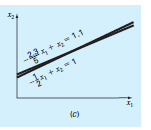 x₂
-2.3/5 x₁ + x₂ = 1.1
-1/2 x₁ + x₂ = 1
x₁
(c)